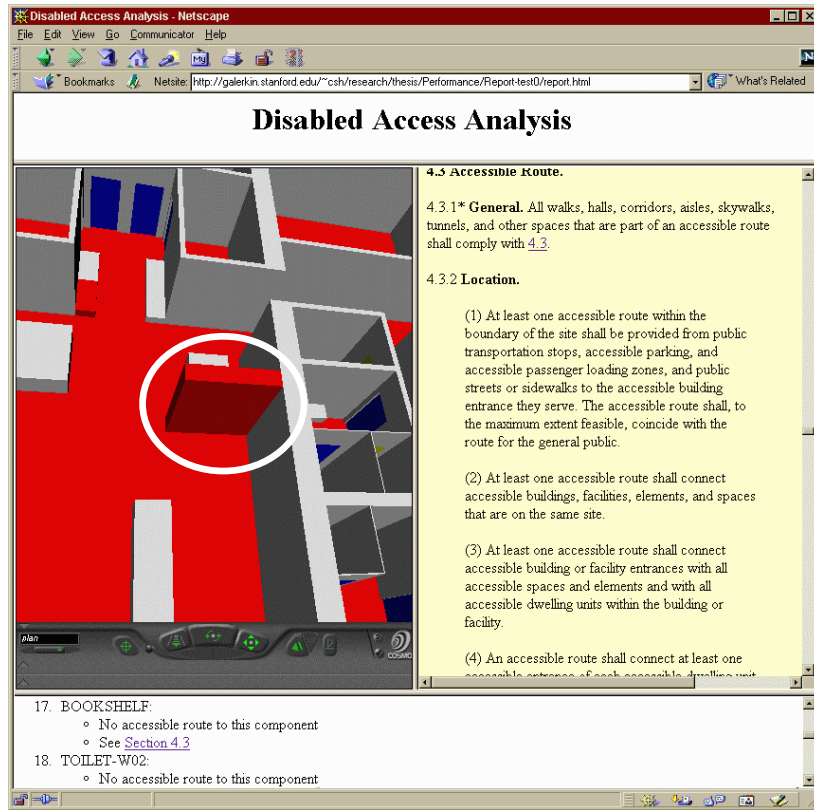 Disabled Access Analysis - Netscape
File Edit View Go Communicator Help
My
N
Bookmarks Netsite: http://galerkin.stanford.edu/~csh/research/thesis/Performance/Report-test0/report.html What's Related
Disabled Access Analysis
4.3 Accessible Route.
4.3.1* General. All walks, halls, corridors, aisles, skywalks,
tunnels, and other spaces that are part of an accessible route
shall comply with 4.3.
4.3.2 Location.
(1) At least one accessible route within the
boundary of the site shall be provided from public
transportation stops, accessible parking, and
accessible passenger loading zones, and public
streets or sidewalks to the accessible building
entrance they serve. The accessible route shall, to
the maximum extent feasible, coincide with the
route for the general public.
(2) At least one accessible route shall connect
accessible buildings, facilities, elements, and spaces
that are on the same site.
(3) At least one accessible route shall connect
accessible building or facility entrances with all
accessible spaces and elements and with all
accessible dwelling units within the building or
facility.
(4) An accessible route shall connect at least one
accessible entrance of each accessible dwelling unit
plan
COSMO
17. BOOKSHELF:
○ No accessible route to this component
○ See Section 4.3
18. TOILET-W02:
○ No accessible route to this component